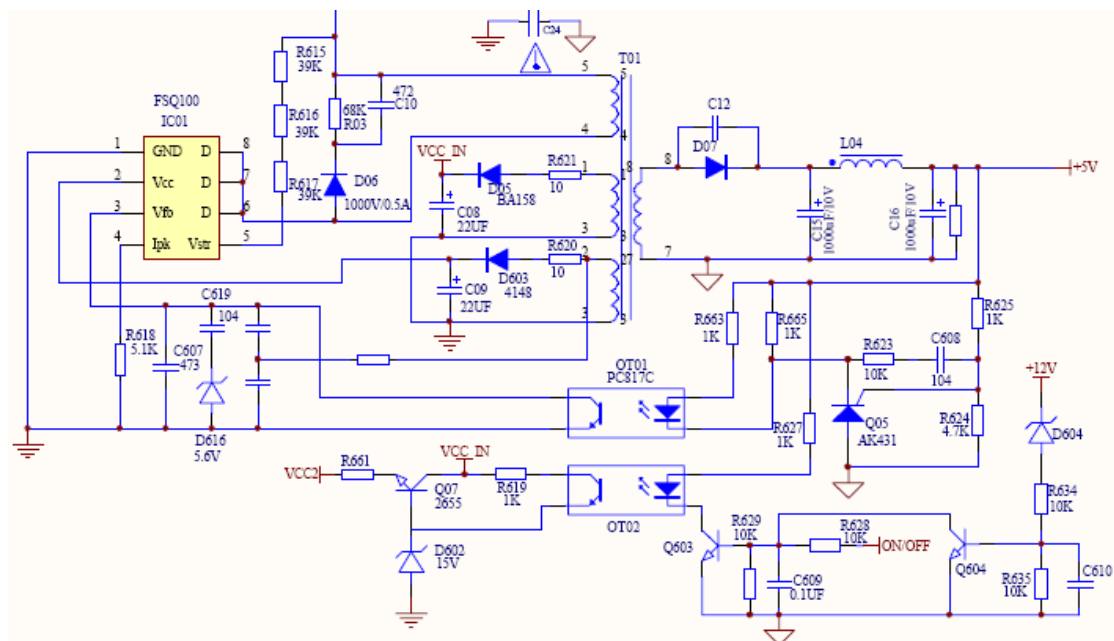 C24
R615
39K
R616
39K
R617
39K
FSQ100
IC01
1 GND D 8
2 Vcc D 7
3 Vfb D 6
4 Ipk Vstr 5
68K
R03
472
C10
D06
1000V/0.5A
T01
5
4
VCC_IN
D05
BA158
R621
10
1
3
C08
22UF
R620
10
2
D603
4148
C09
22UF
3
8
7
C12
D07
L04
+5V
C15
1000uF/10V
C16
1000uF/10V
C619
104
R618
5.1K
C607
473
D616
5.6V
OT01
PC817C
R663
1K
R665
1K
R625
1K
R623
10K
C608
104
Q05
AK431
R624
4.7K
R627
1K
+12V
D604
R634
10K
VCC2
R661
Q07
2655
VCC_IN
R619
1K
OT02
D602
15V
Q603
R629
10K
R628
10K
ON/OFF
C609
0.1UF
Q604
R635
10K
C610